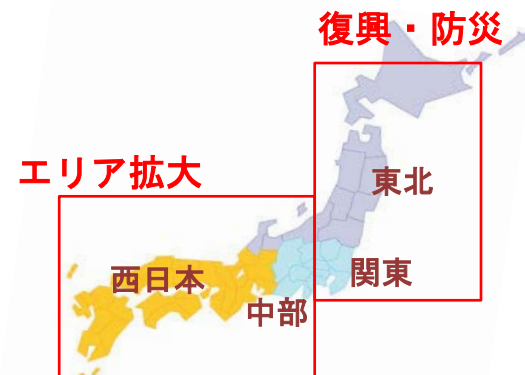 復興・防災
エリア拡大
東北
西日本
関東
中部